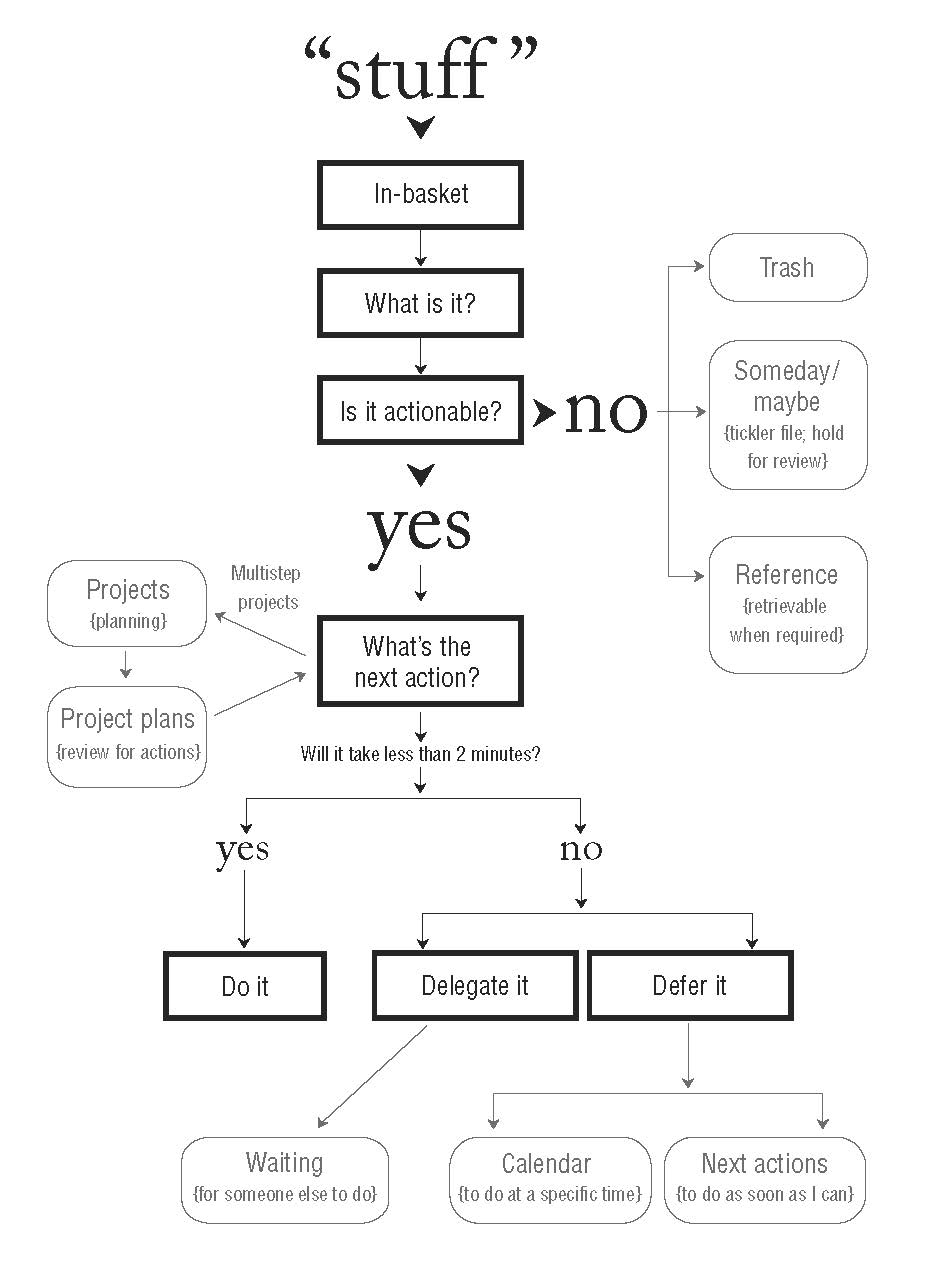 “stuff”
In-basket
What is it?
Is it actionable?
no
Trash
Someday/
maybe
{tickler file; hold
for review}
Reference
{retrievable
when required}
yes
Multistep
projects
Projects
{planning}
Project plans
{review for actions}
What’s the
next action?
Will it take less than 2 minutes?
yes
no
Do it
Delegate it
Defer it
Waiting
{for someone else to do}
Calendar
{to do at a specific time}
Next actions
{to do as soon as I can}